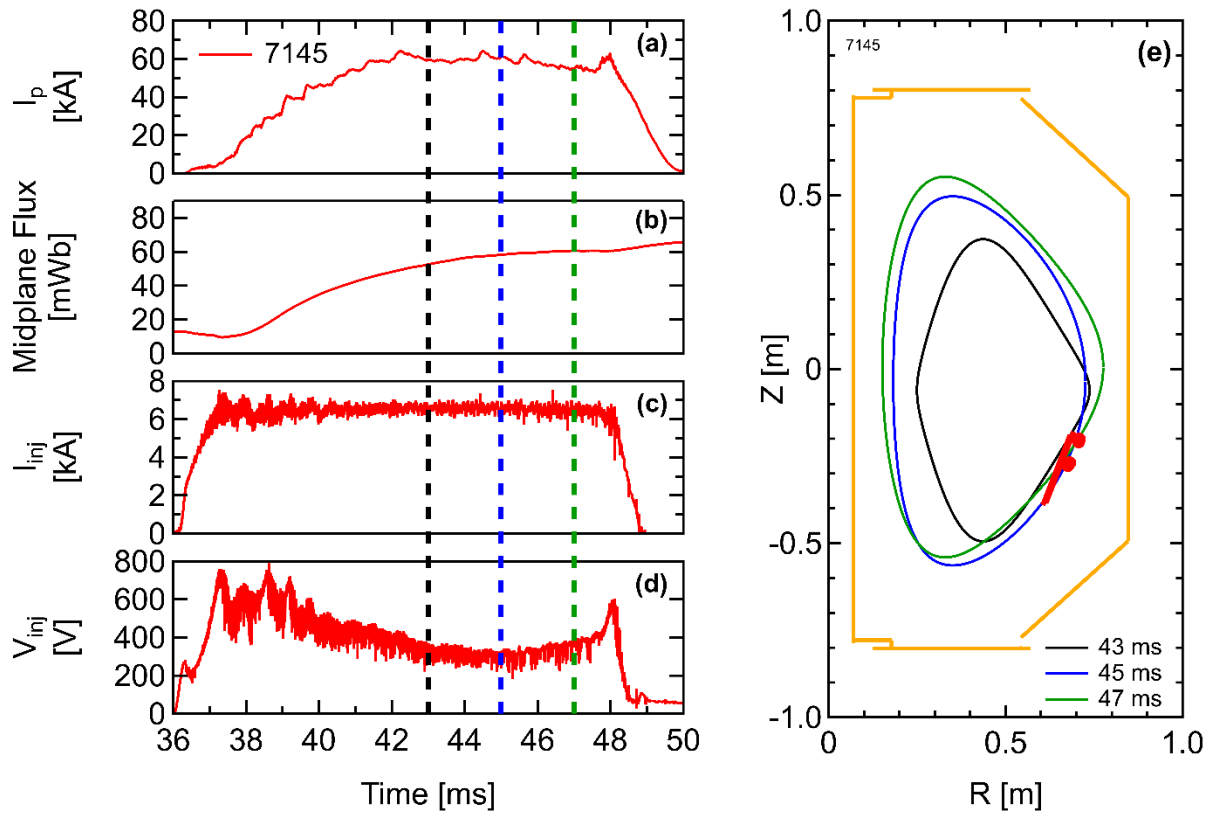 7145
(a)
80
60
40
20
0
Ip
[kA]
(b)
80
60
40
20
0
Midplane Flux
[mWb]
(c)
8
6
4
2
0
Iinj
[kA]
(d)
800
600
400
200
0
Vinj
[V]
36 38 40 42 44 46 48 50
Time [ms]
7145
(e)
1.0
0.5
0
-0.5
-1.0
Z [m]
43 ms
45 ms
47 ms
0 0.5 1.0
R [m]